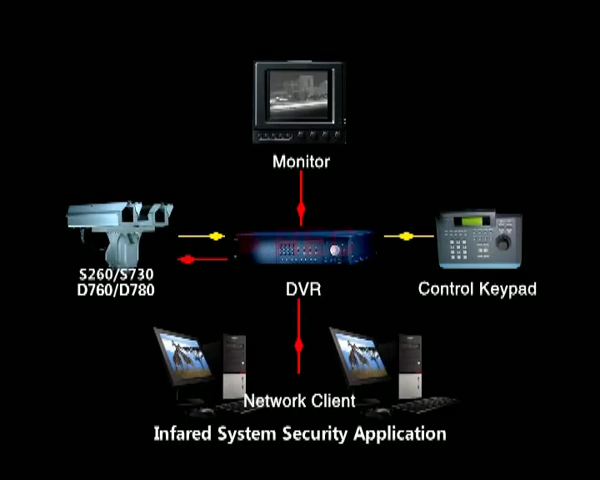 Monitor
S260/S730
D760/D780
DVR
Control Keypad
Network Client
Infared System Security Application